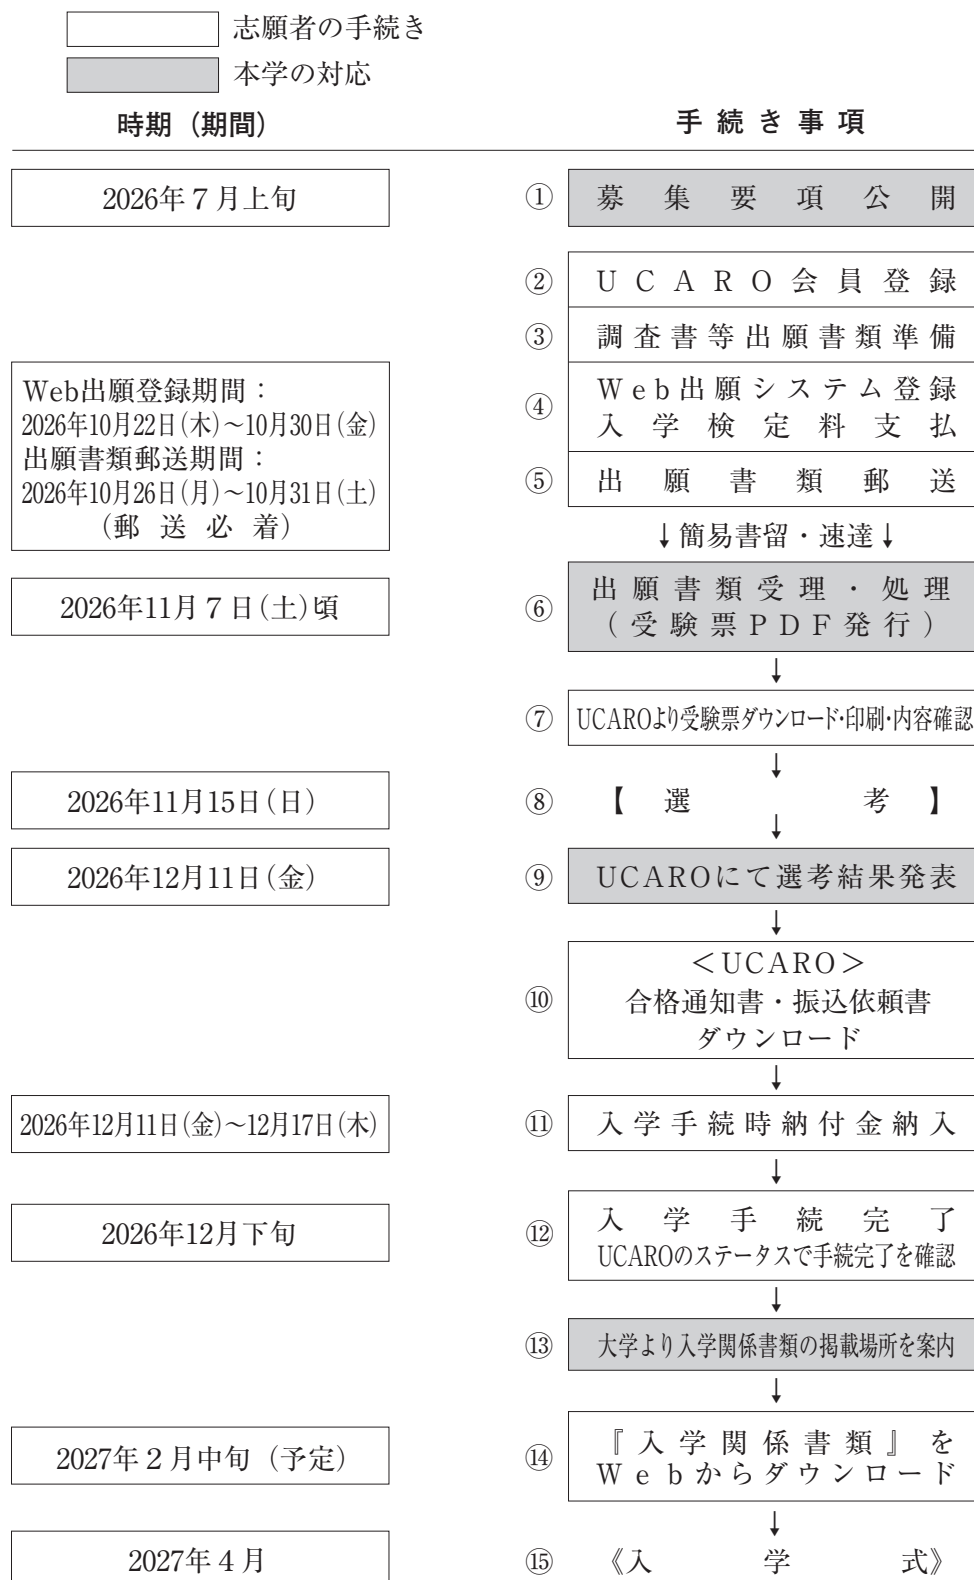 志願者の手続き
本学の対応
時期（期間） 手続き事項
2026年７月上旬 ① 募集要項公開
② UCARO会員登録
③ 調査書等出願書類準備
Web出願登録期間：
2026年10月22日(木)～10月30日(金)
出願書類郵送期間：
2026年10月26日(月)～10月31日(土)
(郵送必着)
④ Web出願システム登録
入学検定料支払
⑤ 出願書類郵送
↓簡易書留・速達↓
2026年11月７日(土)頃 ⑥ 出願書類受理・処理
(受験票PDF発行)
↓
⑦ UCAROより受験票ダウンロード・印刷・内容確認
↓
2026年11月15日(日) ⑧ 【選考】
↓
2026年12月11日(金) ⑨ UCAROにて選考結果発表
↓
⑩ ＜UCARO＞
合格通知書・振込依頼書
ダウンロード
↓
2026年12月11日(金)～12月17日(木) ⑪ 入学手続時納付金納入
↓
2026年12月下旬 ⑫ 入学手続完了
UCAROのステータスで手続完了を確認
↓
⑬ 大学より入学関係書類の掲載場所を案内
↓
2027年２月中旬（予定） ⑭ 『入学関係書類』を
Webからダウンロード
↓
2027年４月 ⑮ 《入学式》